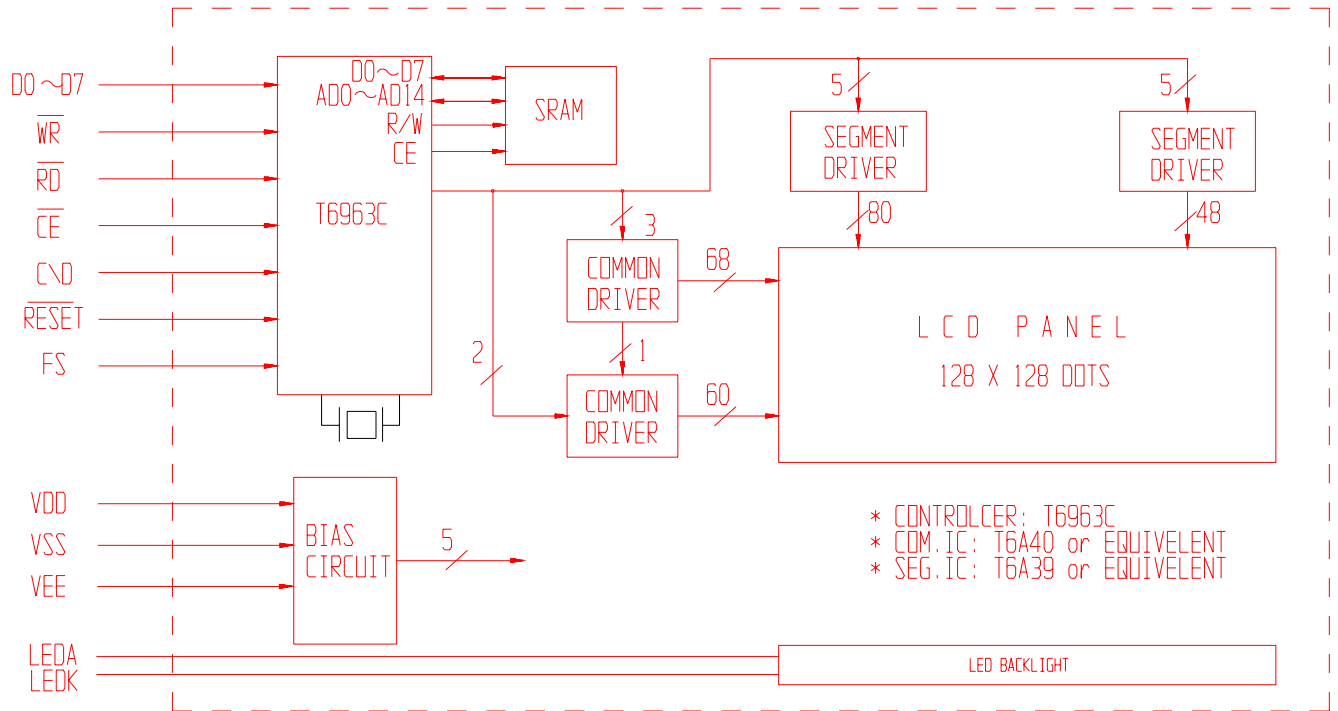 D0~D7
WR
RD
CE
C\D
RESET
FS
D0~D7
AD0~AD14
R/W
CE
T6963C
SRAM
5
5
SEGMENT
DRIVER
SEGMENT
DRIVER
80
48
3
COMMON
DRIVER
68
1
2
COMMON
DRIVER
60
LCD PANEL
128 X 128 DOTS
VDD
VSS
VEE
BIAS
CIRCUIT
5
* CONTROLCER: T6963C
* COM.IC: T6A40 or EQUIVELENT
* SEG.IC: T6A39 or EQUIVELENT
LEDA
LEDK
LED BACKLIGHT